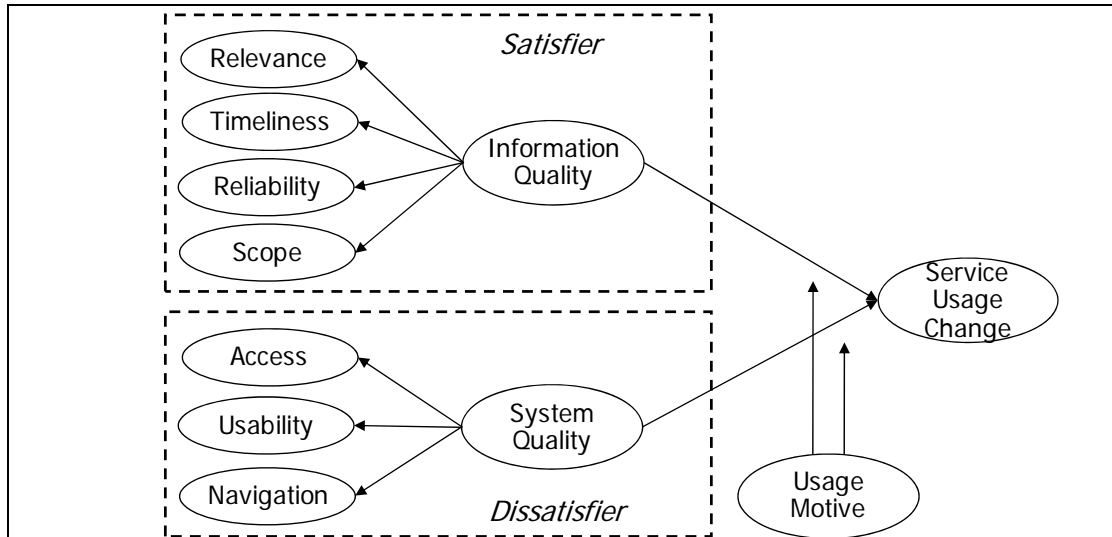 Satisfier
Relevance
Timeliness
Reliability
Scope
Information
Quality
Service
Usage
Change
Access
Usability
Navigation
System
Quality
Dissatisfier
Usage
Motive